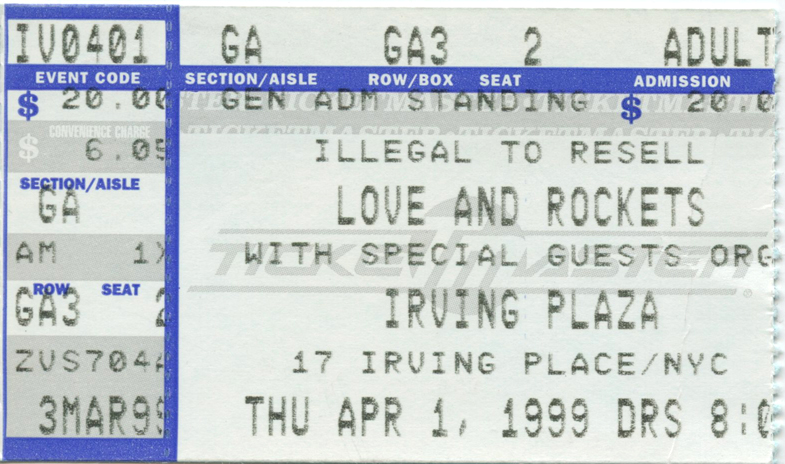 IV0401 GA GA3 2 ADULT
EVENT CODE SECTION/AISLE ROW/BOX SEAT ADMISSION
$ 20.00 GEN ADM STANDING $ 20.0
CONVENIENCE CHARGE
$ 6.05 ILLEGAL TO RESELL
SECTION/AISLE
GA LOVE AND ROCKETS
TICKETMASTER
AM 1X WITH SPECIAL GUESTS ORG
ROW SEAT
GA3 2 IRVING PLAZA
ZVS704A 17 IRVING PLACE/NYC
3MAR99 THU APR 1, 1999 DRS 8:0